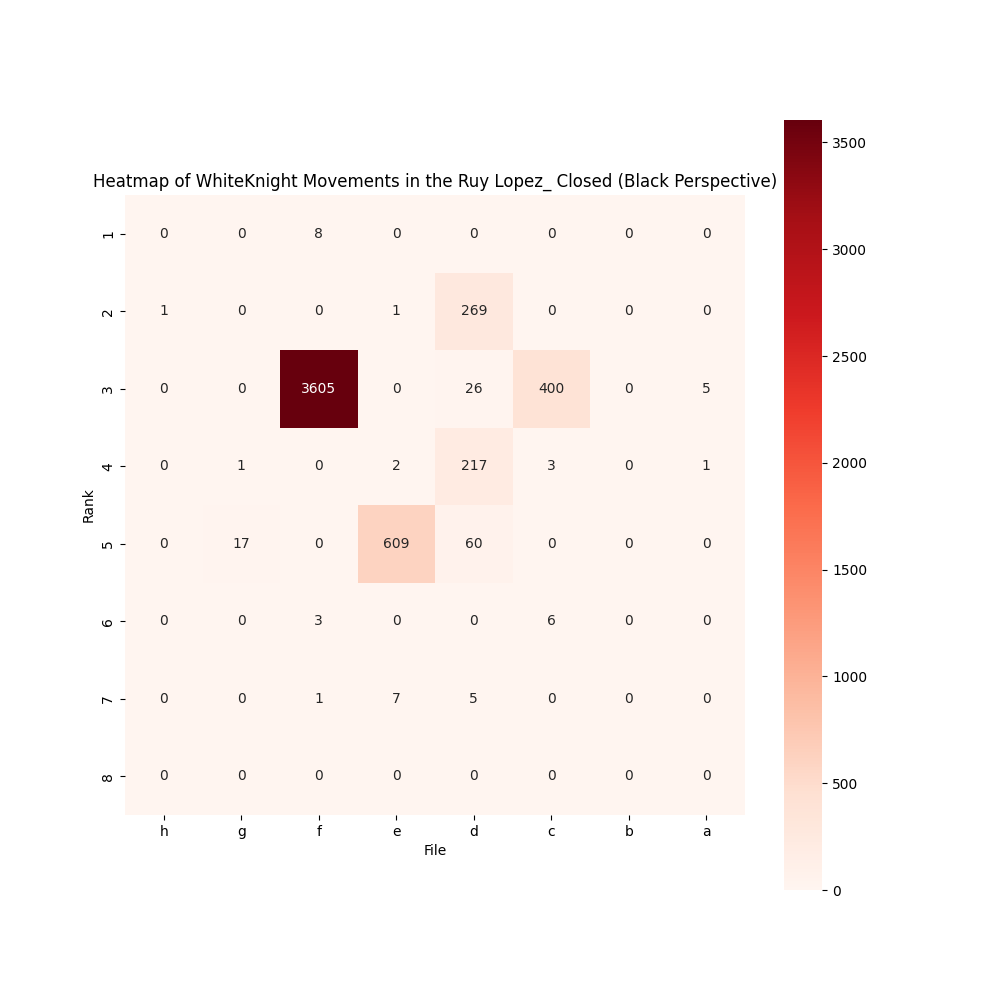 Heatmap of WhiteKnight Movements in the Ruy Lopez_ Closed (Black Perspective)
1 0 0 8 0 0 0 0 0
2 1 0 0 1 269 0 0 0
3 0 0 3605 0 26 400 0 5
4 0 1 0 2 217 3 0 1
Rank
5 0 17 0 609 60 0 0 0
6 0 0 3 0 0 6 0 0
7 0 0 1 7 5 0 0 0
8 0 0 0 0 0 0 0 0
h g f e d c b a
File
3500
3000
2500
2000
1500
1000
500
0